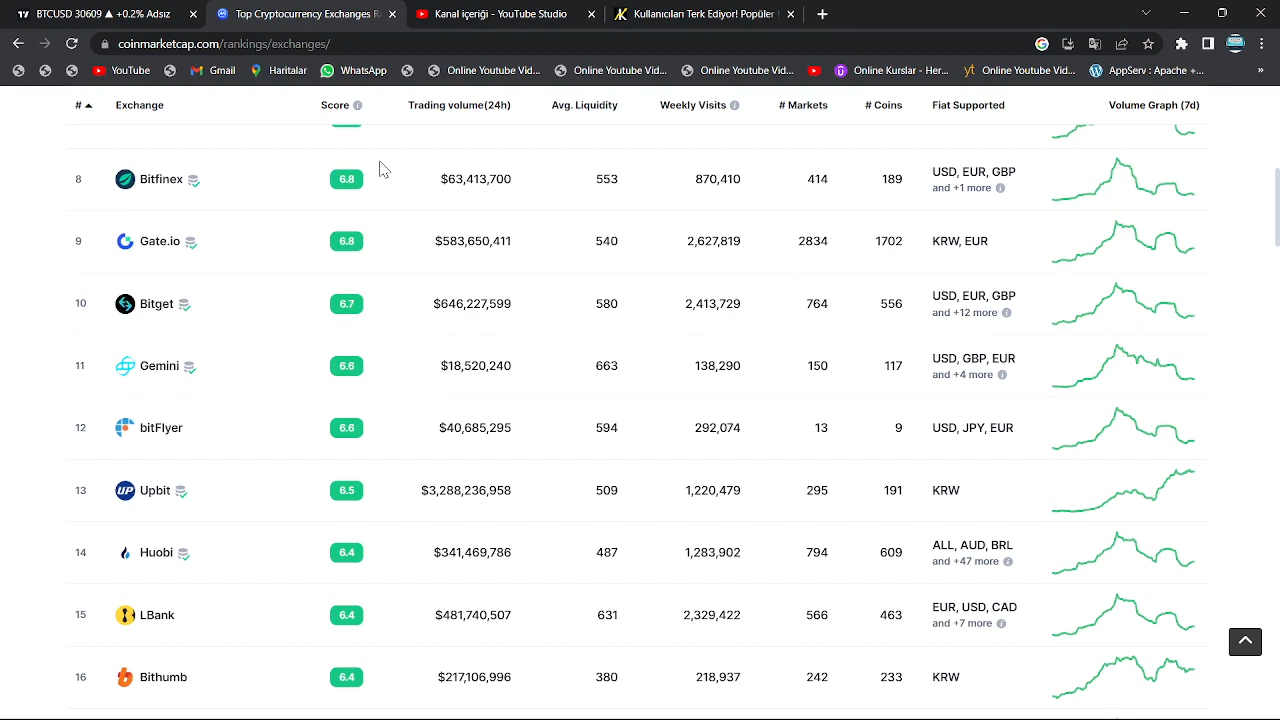 BTCUSD 30609 ▲ +0.2% Adsız
Top Cryptocurrency Exchanges R
Kanal içeriği - YouTube Studio
Kullanıcıları Terk Ediyor! Popüler
coinmarketcap.com/rankings/exchanges/
YouTube Gmail Haritalar WhatsApp Online Youtube Vid... Online Youtube Vid... Online Youtube Vid... Online Kurslar - Her... yt Online Youtube Vid... AppServ : Apache +... »
# Exchange Score Trading volume(24h) Avg. Liquidity Weekly Visits # Markets # Coins Fiat Supported Volume Graph (7d)
8 Bitfinex 6.8 $63,413,700 553 870,410 414 189 USD, EUR, GBP
and +1 more
9 Gate.io 6.8 $583,650,411 540 2,627,819 2834 1702 KRW, EUR
10 Bitget 6.7 $646,227,599 580 2,413,729 764 556 USD, EUR, GBP
and +12 more
11 Gemini 6.6 $18,520,240 663 138,290 150 117 USD, GBP, EUR
and +4 more
12 bitFlyer 6.6 $40,685,295 594 292,074 13 9 USD, JPY, EUR
13 UP Upbit 6.5 $3,288,236,958 509 1,220,479 295 191 KRW
14 Huobi 6.4 $341,469,786 487 1,283,902 794 609 ALL, AUD, BRL
and +47 more
15 LBank 6.4 $481,740,507 631 2,329,422 566 463 EUR, USD, CAD
and +7 more
16 Bithumb 6.4 $217,106,996 380 218,937 242 233 KRW